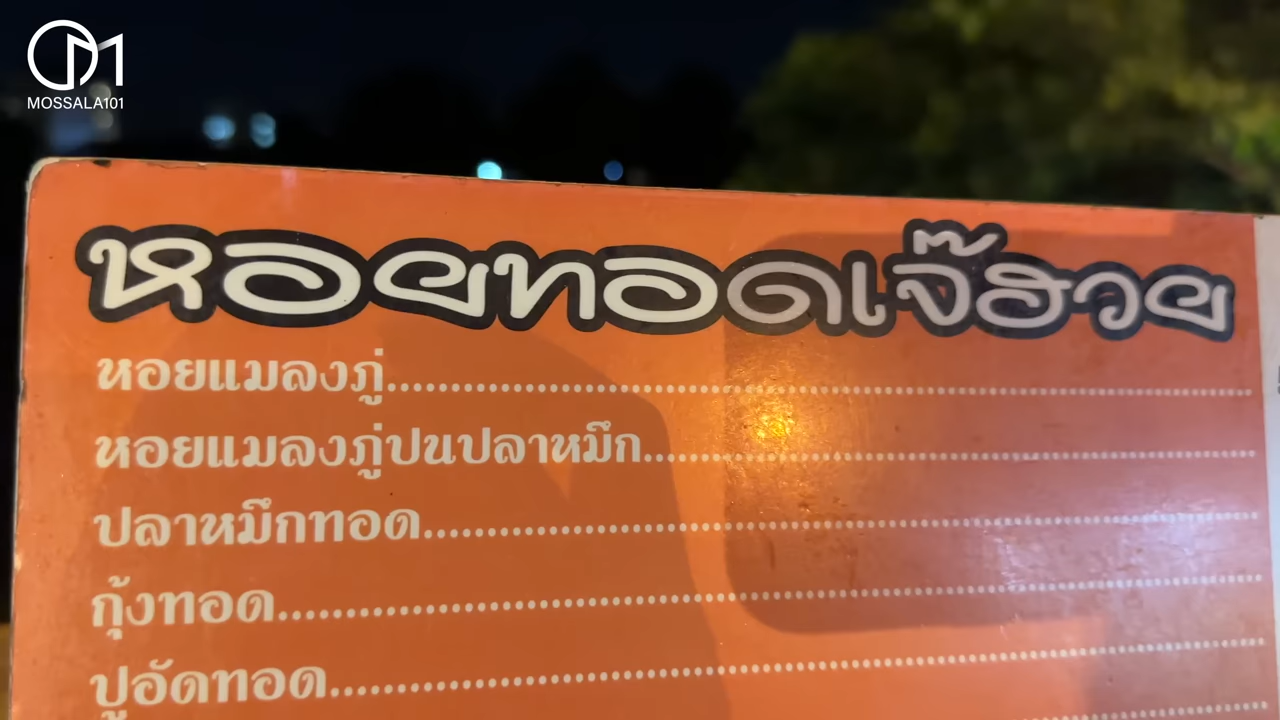 MOSSALA101
หอยทอดเจ๊ฮวย
หอยแมลงภู่........................................
หอยแมลงภู่ปนปลาหมึก........................................
ปลาหมึกทอด........................................
กุ้งทอด........................................
ปูอัดทอด........................................